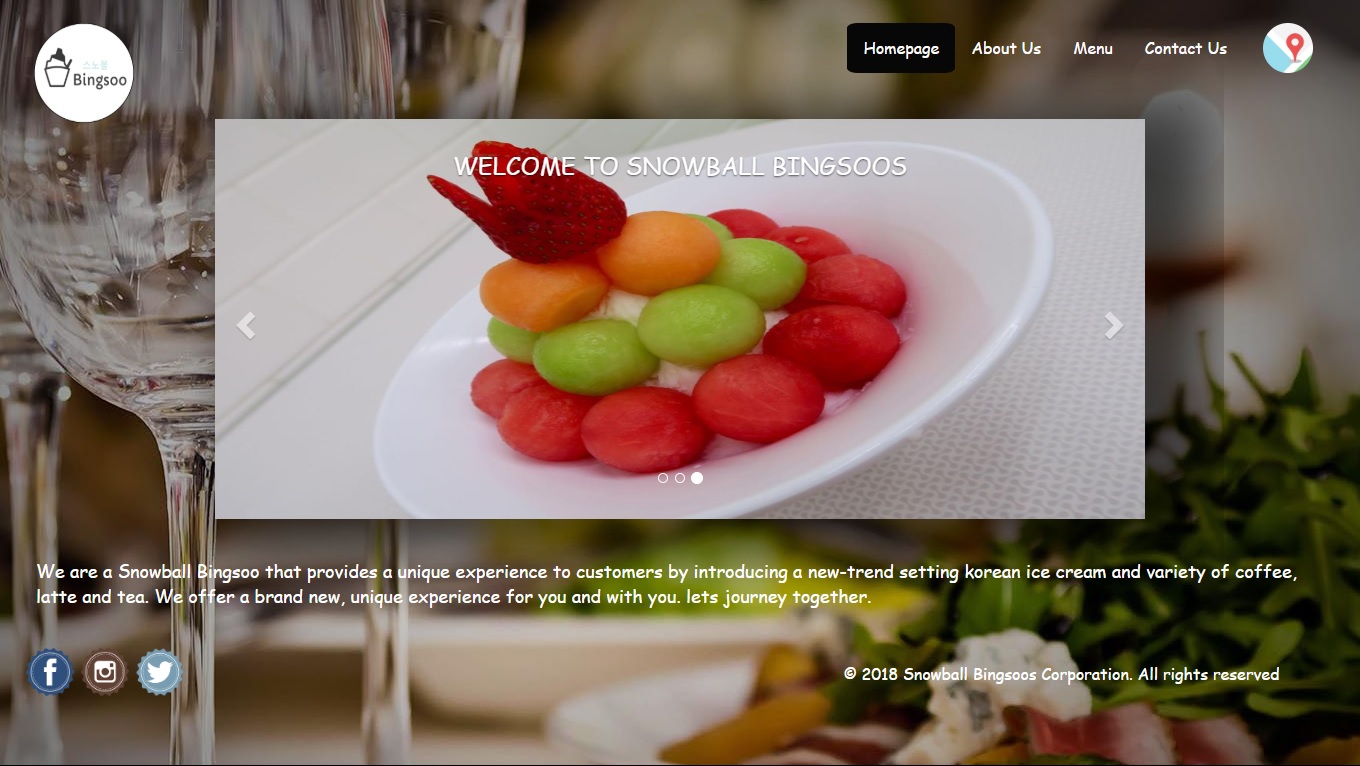 스노볼
Bingsoo
Homepage
About Us
Menu
Contact Us
WELCOME TO SNOWBALL BINGSOOS
We are a Snowball Bingsoo that provides a unique experience to customers by introducing a new-trend setting korean ice cream and variety of coffee,
latte and tea. We offer a brand new, unique experience for you and with you. lets journey together.
© 2018 Snowball Bingsoos Corporation. All rights reserved